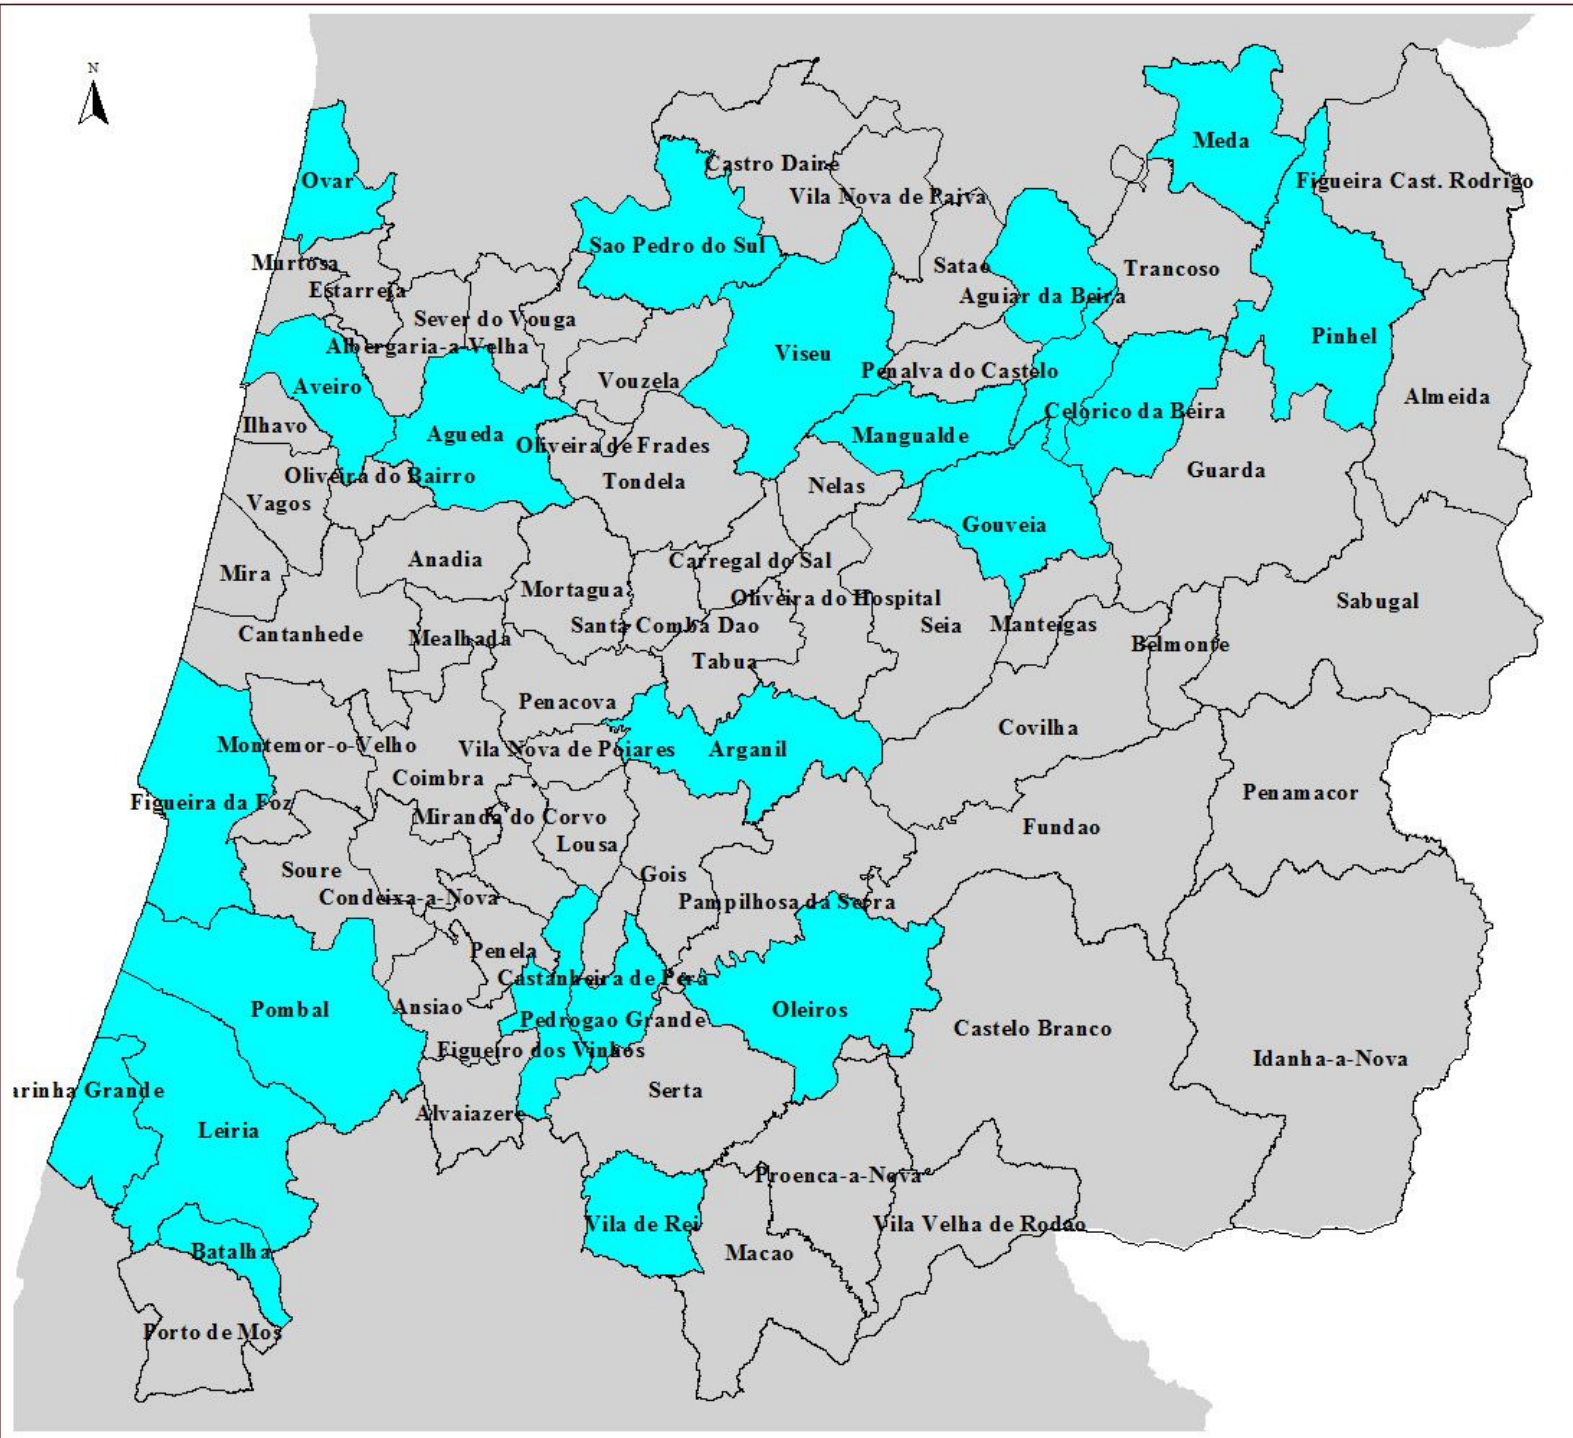 N
Meda
Castro Daire
Ovar
Figueira Cast. Rodrigo
Vila Nova de Paiva
Sao Pedro do Sul
Murtosa
Satao
Trancoso
Estarreja
Aguiar da Beira
Sever do Vouga
Pinhel
Albergaria-a-Velha
Viseu
Penalva do Castelo
Vouzela
Aveiro
Almeida
Celorico da Beira
Ilhavo
Agueda
Mangualde
Oliveira de Frades
Guarda
Oliveira do Bairro
Tondela
Nelas
Vagos
Gouveia
Anadia
Carregal do Sal
Mira
Mortagua
Oliveira do Hospital
Sabugal
Santa Comba Dao
Seia
Manteigas
Cantanhede
Mealhada
Belmonte
Tabua
Penacova
Covilha
Montemor-o-Velho
Vila Nova de Poiares
Arganil
Coimbra
Penamacor
Figueira da Foz
Miranda do Corvo
Fundao
Lousa
Soure
Gois
Condeixa-a-Nova
Pampilhosa da Serra
Penela
Castanheira de Pera
Ansiao
Pombal
Oleiros
Pedrogao Grande
Castelo Branco
Figueiro dos Vinhos
Idanha-a-Nova
arinha Grande
Serta
Alvaiazere
Leiria
Proenca-a-Nova
Vila de Rei
Vila Velha de Rodao
Batalha
Macao
Porto de Mos